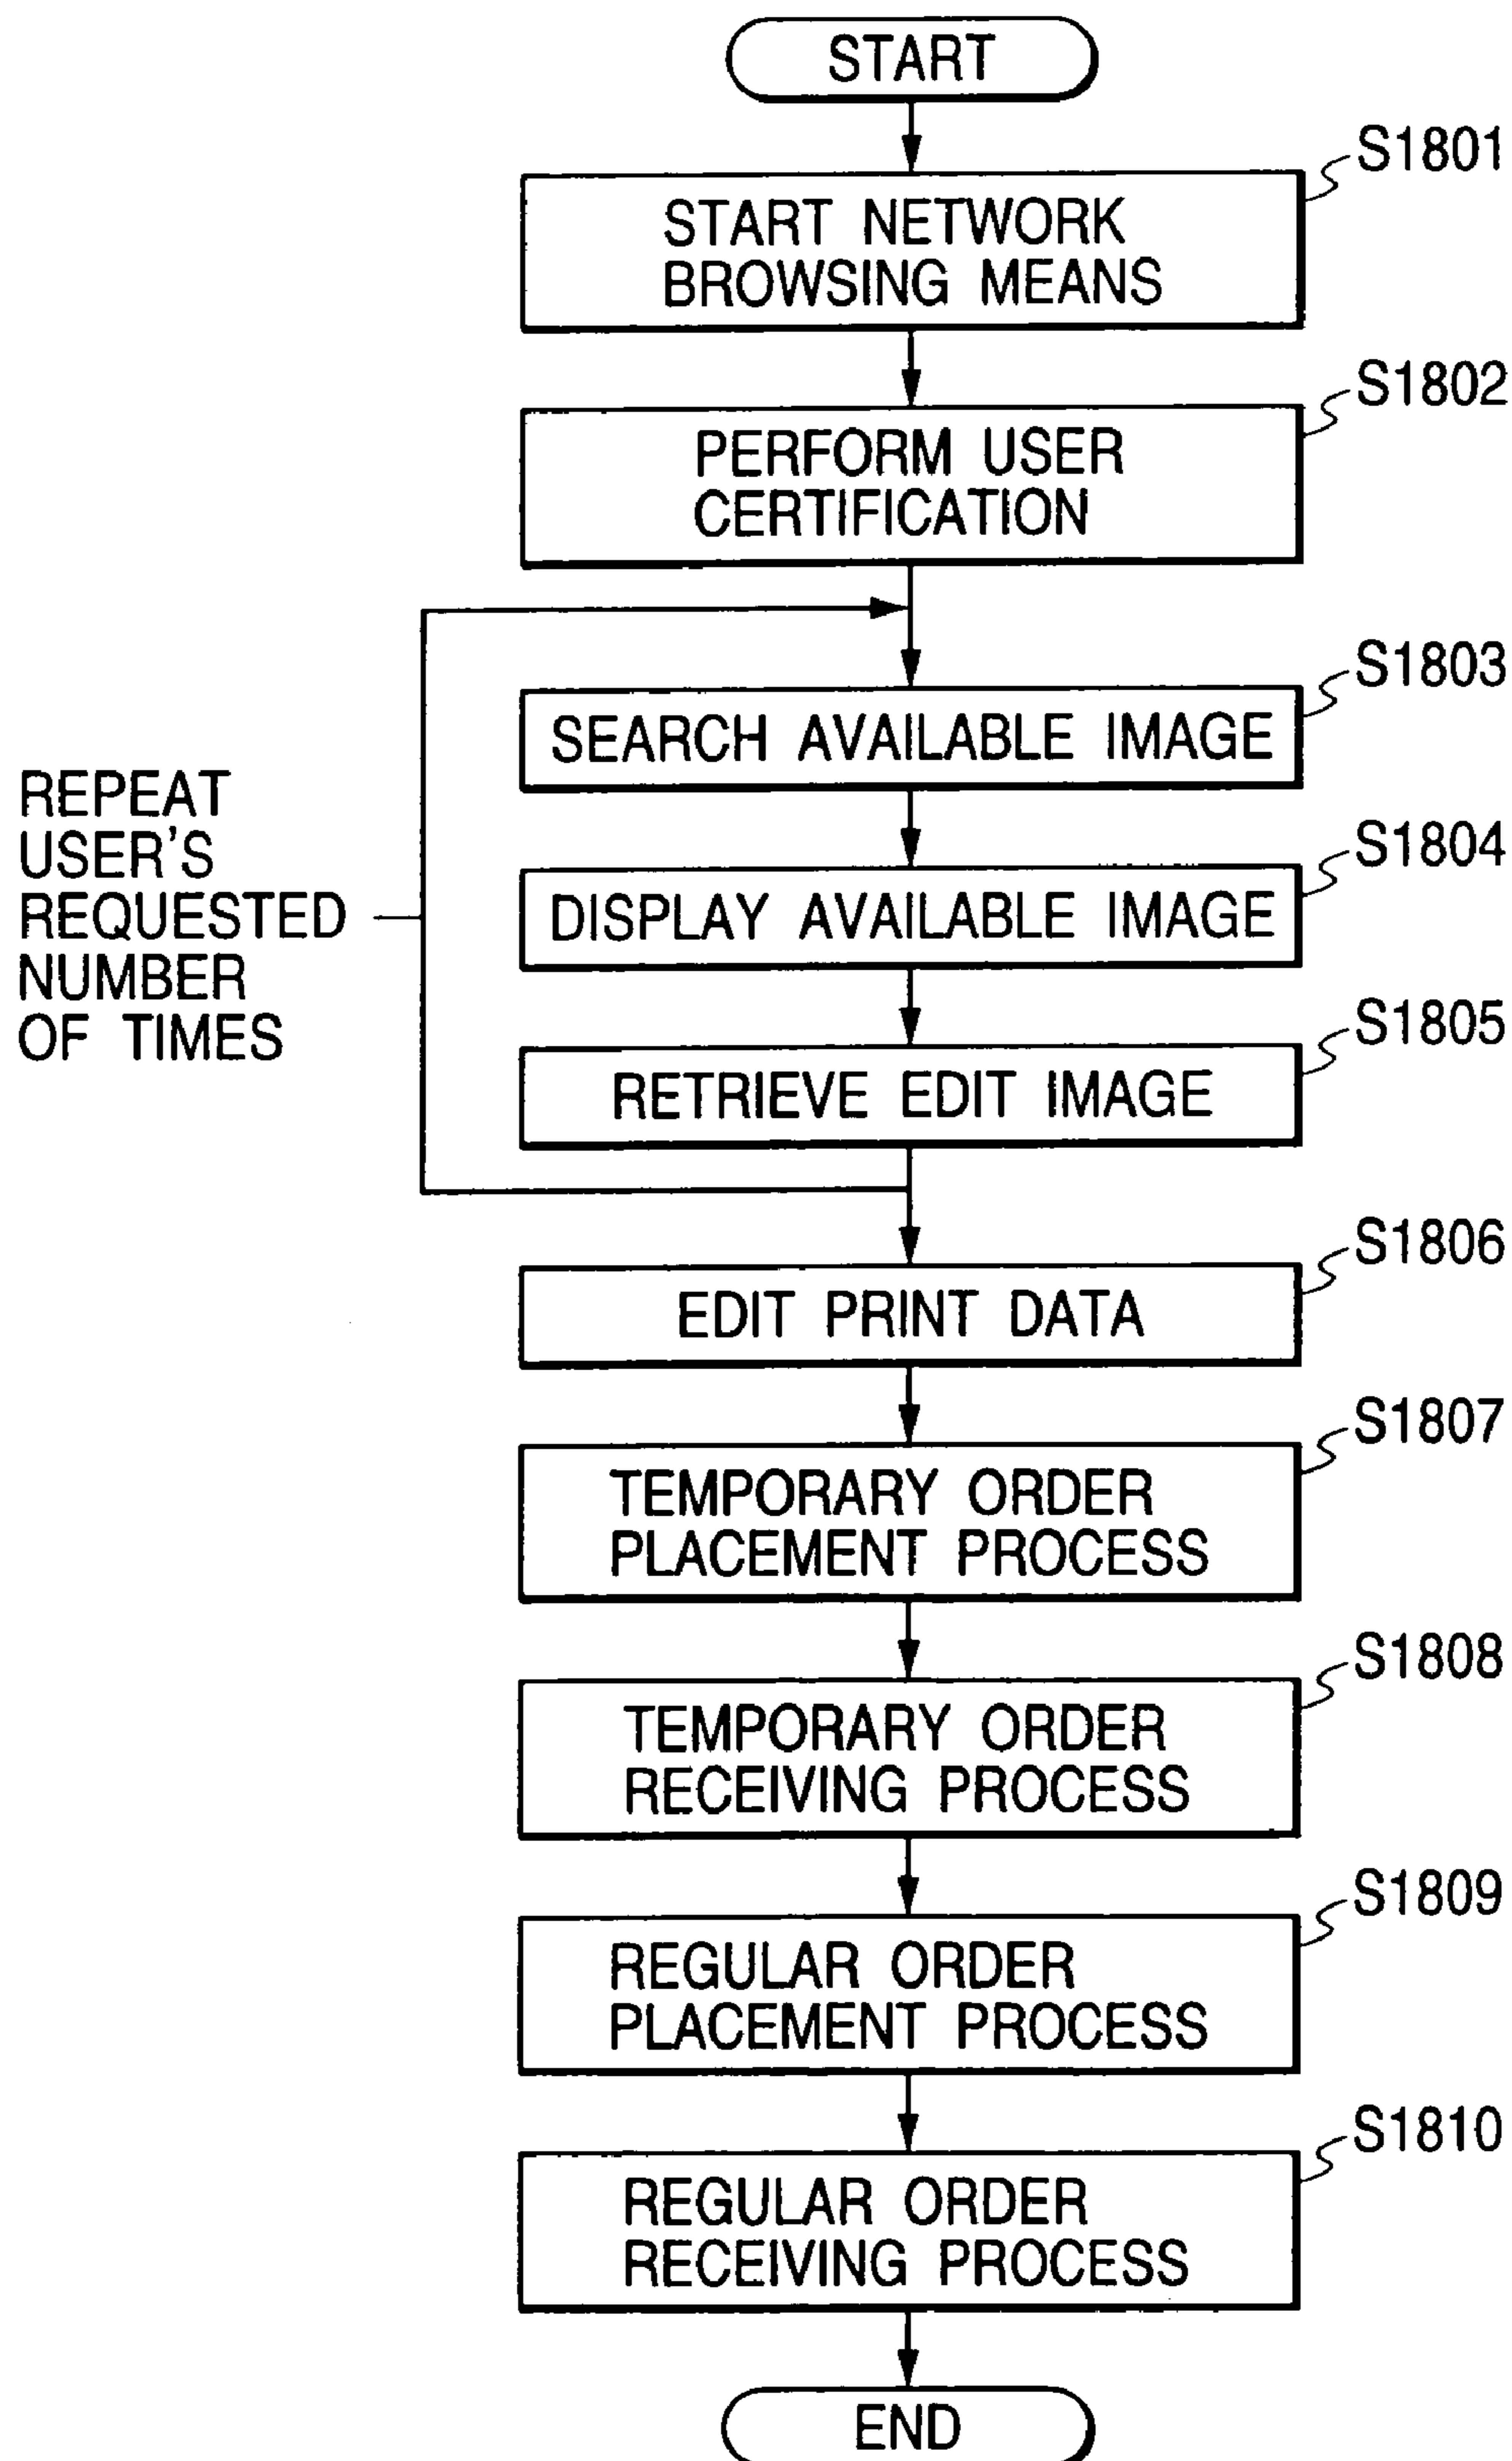 START
S1801
START NETWORK
BROWSING MEANS
S1802
PERFORM USER
CERTIFICATION
S1803
SEARCH AVAILABLE IMAGE
REPEAT
USER'S
REQUESTED
NUMBER
OF TIMES
S1804
DISPLAY AVAILABLE IMAGE
S1805
RETRIEVE EDIT IMAGE
S1806
EDIT PRINT DATA
S1807
TEMPORARY ORDER
PLACEMENT PROCESS
S1808
TEMPORARY ORDER
RECEIVING PROCESS
S1809
REGULAR ORDER
PLACEMENT PROCESS
S1810
REGULAR ORDER
RECEIVING PROCESS
END